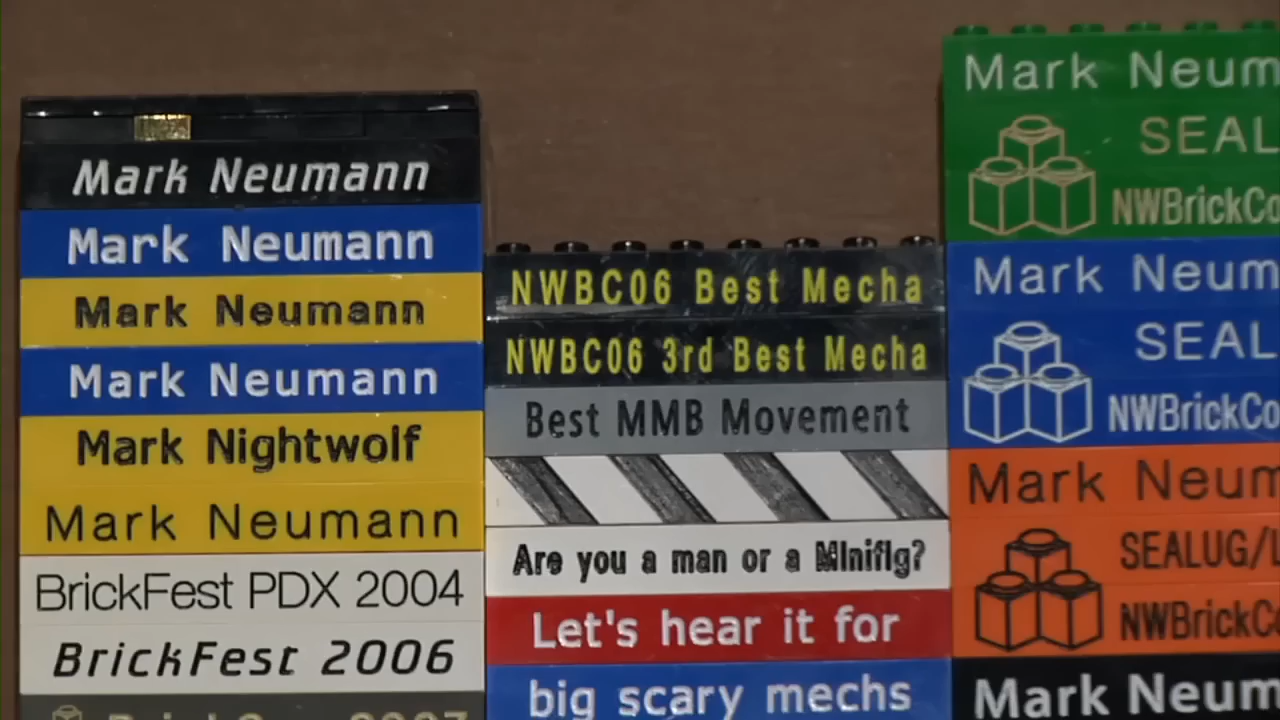 Mark Neumann
Mark Neumann
Mark Neumann
Mark Neumann
Mark Nightwolf
Mark Neumann
BrickFest PDX 2004
BrickFest 2006
2007
NWBC06 Best Mecha
NWBC06 3rd Best Mecha
Best MMB Movement
Are you a man or a MInifig?
Let's hear it for
big scary mechs
Mark Neum
SEAL
NWBrickCo
Mark Neum
SEAL
NWBrickCo
Mark Neum
SEALUG/L
NWBrickCo
Mark Neum